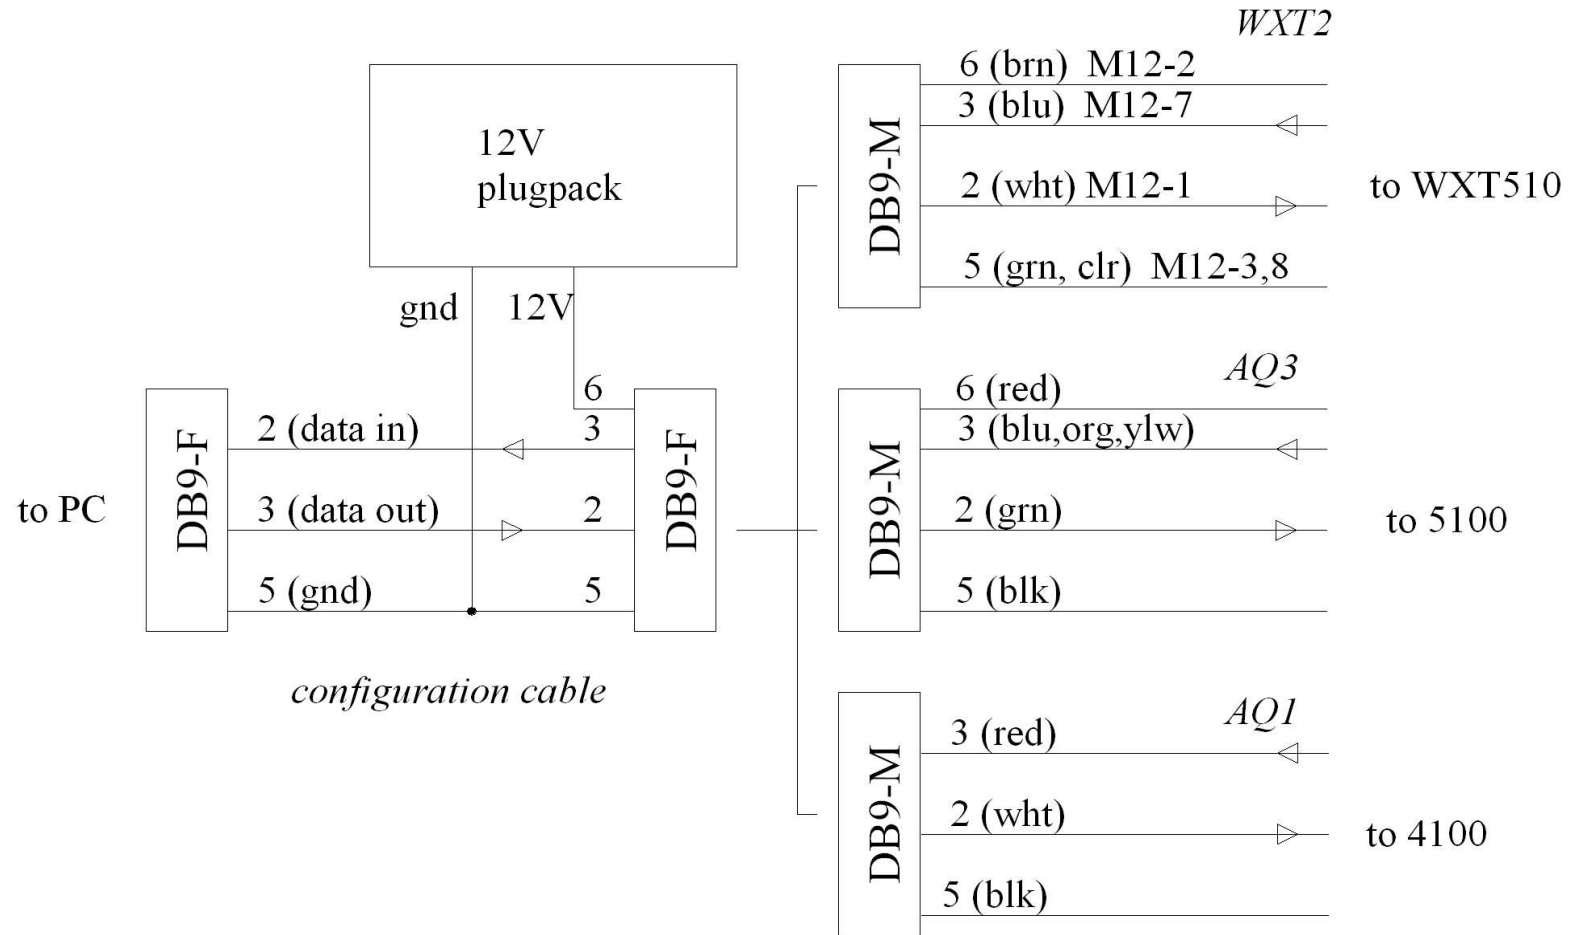 WXT2
6 (brn) M12-2
3 (blu) M12-7
2 (wht) M12-1
5 (grn, clr) M12-3,8
DB9-M
to WXT510
12V
plugpack
gnd
12V
to PC
DB9-F
2 (data in)
3 (data out)
5 (gnd)
6
3
2
5
DB9-F
configuration cable
AQ3
6 (red)
3 (blu,org,ylw)
2 (grn)
5 (blk)
DB9-M
to 5100
AQ1
3 (red)
2 (wht)
5 (blk)
DB9-M
to 4100